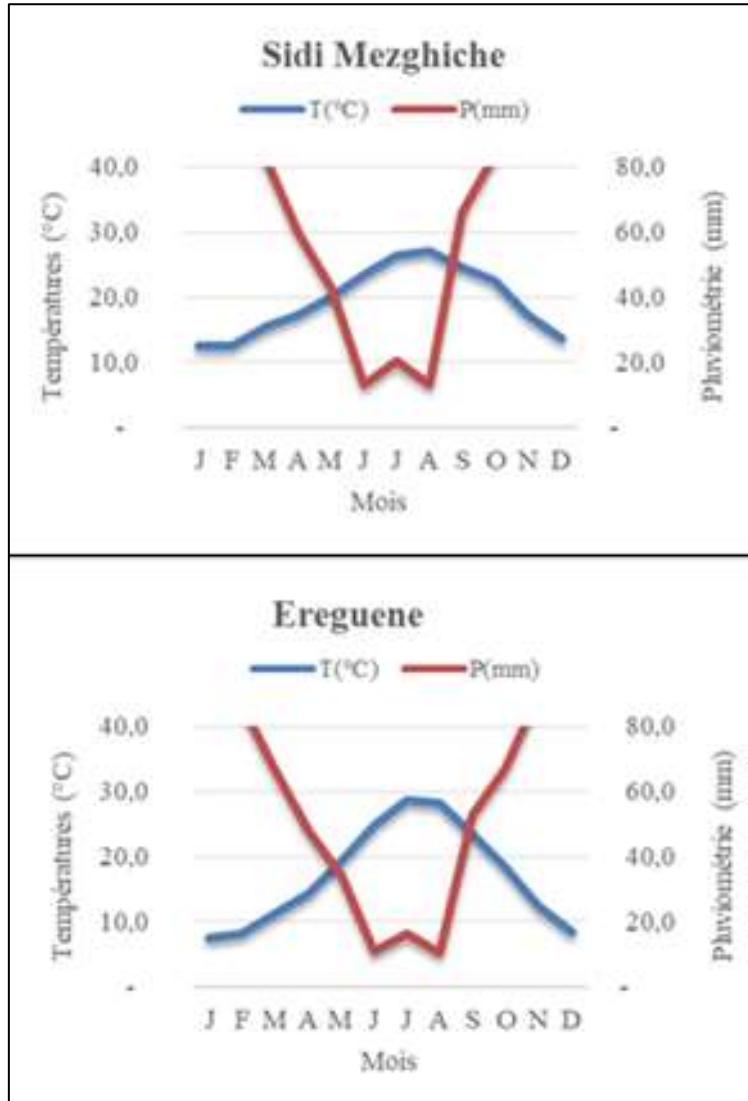 Sidi Mezghiche
T(°C) P(mm)
Températures (°C)
40,0
30,0
20,0
10,0
-
80,0
60,0
40,0
20,0
-
Pluviométrie (mm)
J F M A M J J A S O N D
Mois
Ereguene
T(°C) P(mm)
Températures (°C)
40,0
30,0
20,0
10,0
-
80,0
60,0
40,0
20,0
-
Pluviométrie (mm)
J F M A M J J A S O N D
Mois